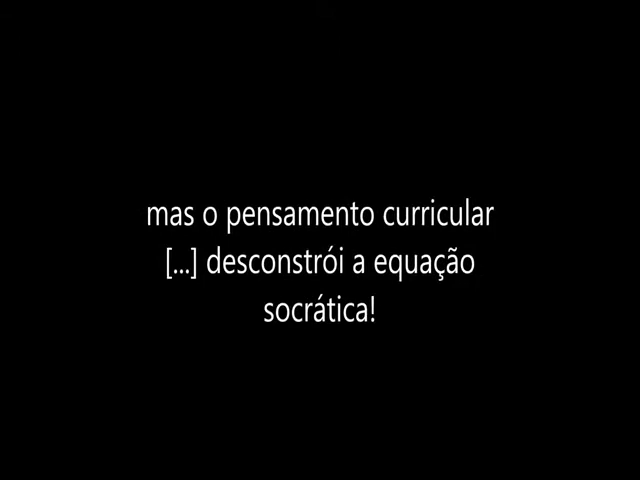 mas o pensamento curricular
[...] desconstrói a equação
socrática!